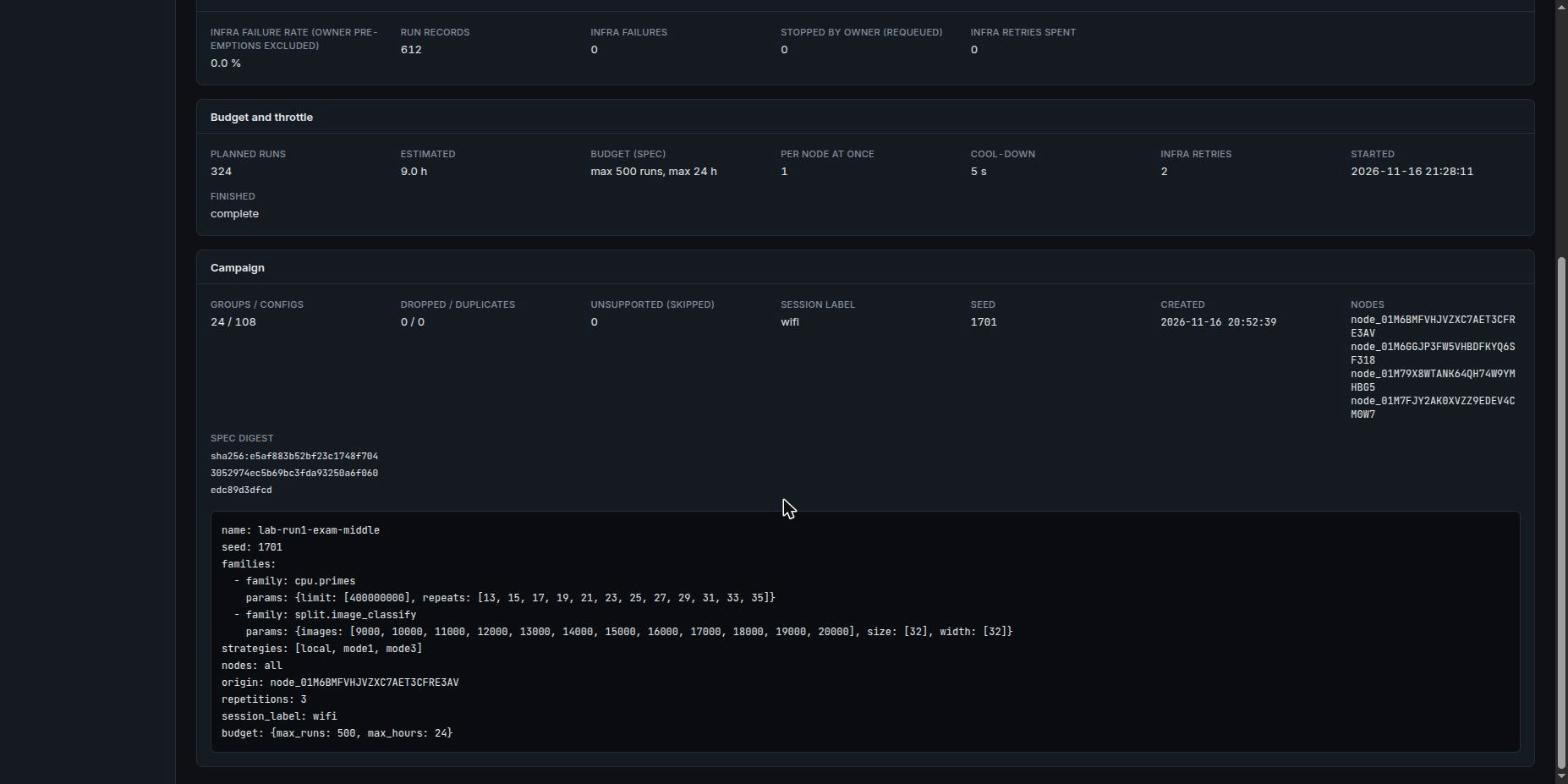 INFRA FAILURE RATE (OWNER PRE-
EMPTIONS EXCLUDED)
0.0 %
RUN RECORDS
612
INFRA FAILURES
0
STOPPED BY OWNER (REQUEUED)
0
INFRA RETRIES SPENT
0
Budget and throttle
PLANNED RUNS
324
ESTIMATED
9.0 h
BUDGET (SPEC)
max 500 runs, max 24 h
PER NODE AT ONCE
1
COOL-DOWN
5 s
INFRA RETRIES
2
STARTED
2026-11-16 21:28:11
FINISHED
complete
Campaign
GROUPS / CONFIGS
24 / 108
DROPPED / DUPLICATES
0 / 0
UNSUPPORTED (SKIPPED)
0
SESSION LABEL
wifi
SEED
1701
CREATED
2026-11-16 20:52:39
NODES
node_01M6BMFVHJVZXC7AET3CFR
E3AV
node_01M6GGJP3FW5VHBDFKYQ6S
F318
node_01M79X8WTANK64QH74W9YM
HBG5
node_01M7FJY2AK0XVZZ9EDEV4C
M0W7
SPEC DIGEST
sha256:e5af883b52bf23c1748f704
3052974ec5b69bc3fda93250a6f060
edc89d3dfcd
name: lab-run1-exam-middle
seed: 1701
families:
  - family: cpu.primes
    params: {limit: [400000000], repeats: [13, 15, 17, 19, 21, 23, 25, 27, 29, 31, 33, 35]}
  - family: split.image_classify
    params: {images: [9000, 10000, 11000, 12000, 13000, 14000, 15000, 16000, 17000, 18000, 19000, 20000], size: [32], width: [32]}
strategies: [local, mode1, mode3]
nodes: all
origin: node_01M6BMFVHJVZXC7AET3CFRE3AV
repetitions: 3
session_label: wifi
budget: {max_runs: 500, max_hours: 24}